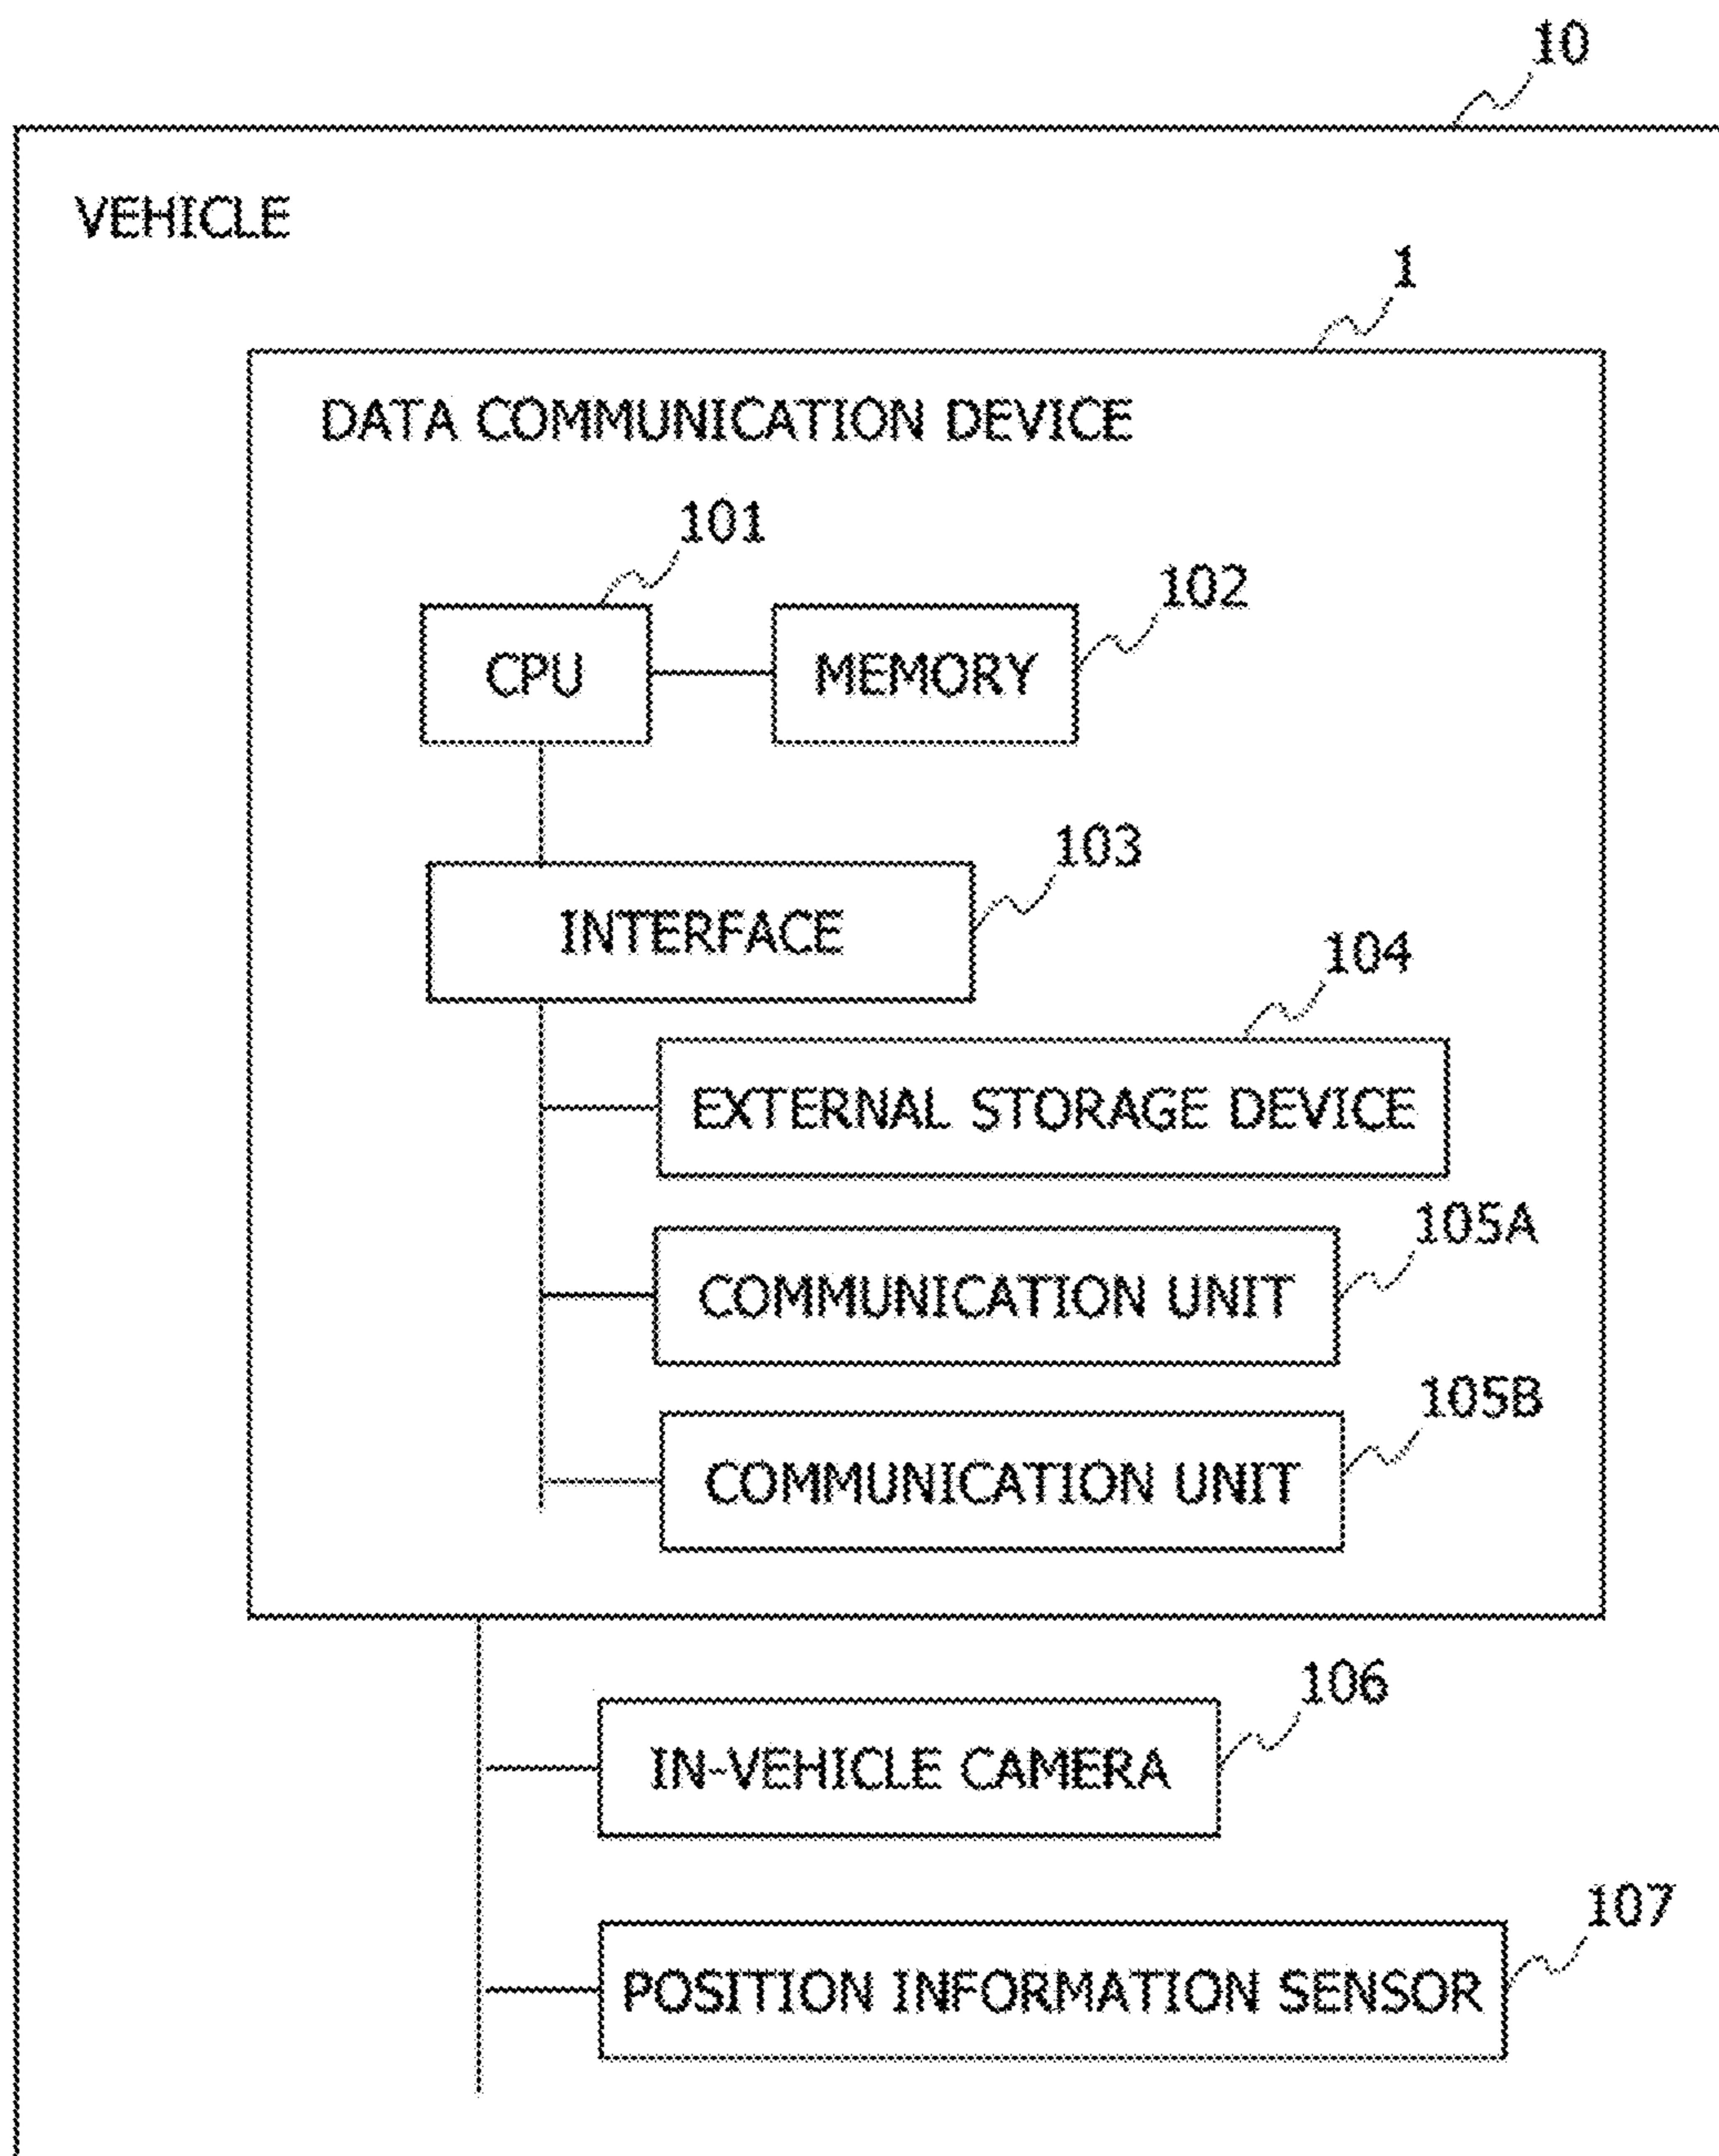 10
VEHICLE
1
DATA COMMUNICATION DEVICE
101
102
CPU
MEMORY
103
INTERFACE
104
EXTERNAL STORAGE DEVICE
105A
COMMUNICATION UNIT
105B
COMMUNICATION UNIT
106
IN-VEHICLE CAMERA
107
POSITION INFORMATION SENSOR